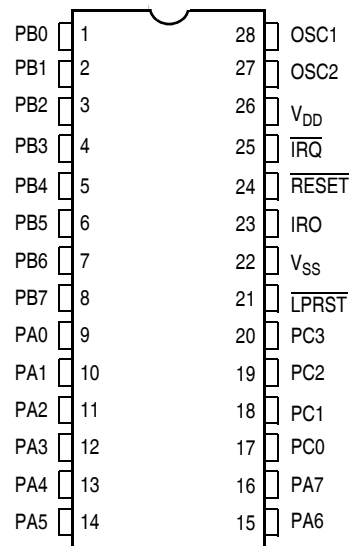 PB0 1 28 OSC1
PB1 2 27 OSC2
PB2 3 26 VDD
PB3 4 25 IRQ
PB4 5 24 RESET
PB5 6 23 IRO
PB6 7 22 VSS
PB7 8 21 LPRST
PA0 9 20 PC3
PA1 10 19 PC2
PA2 11 18 PC1
PA3 12 17 PC0
PA4 13 16 PA7
PA5 14 15 PA6